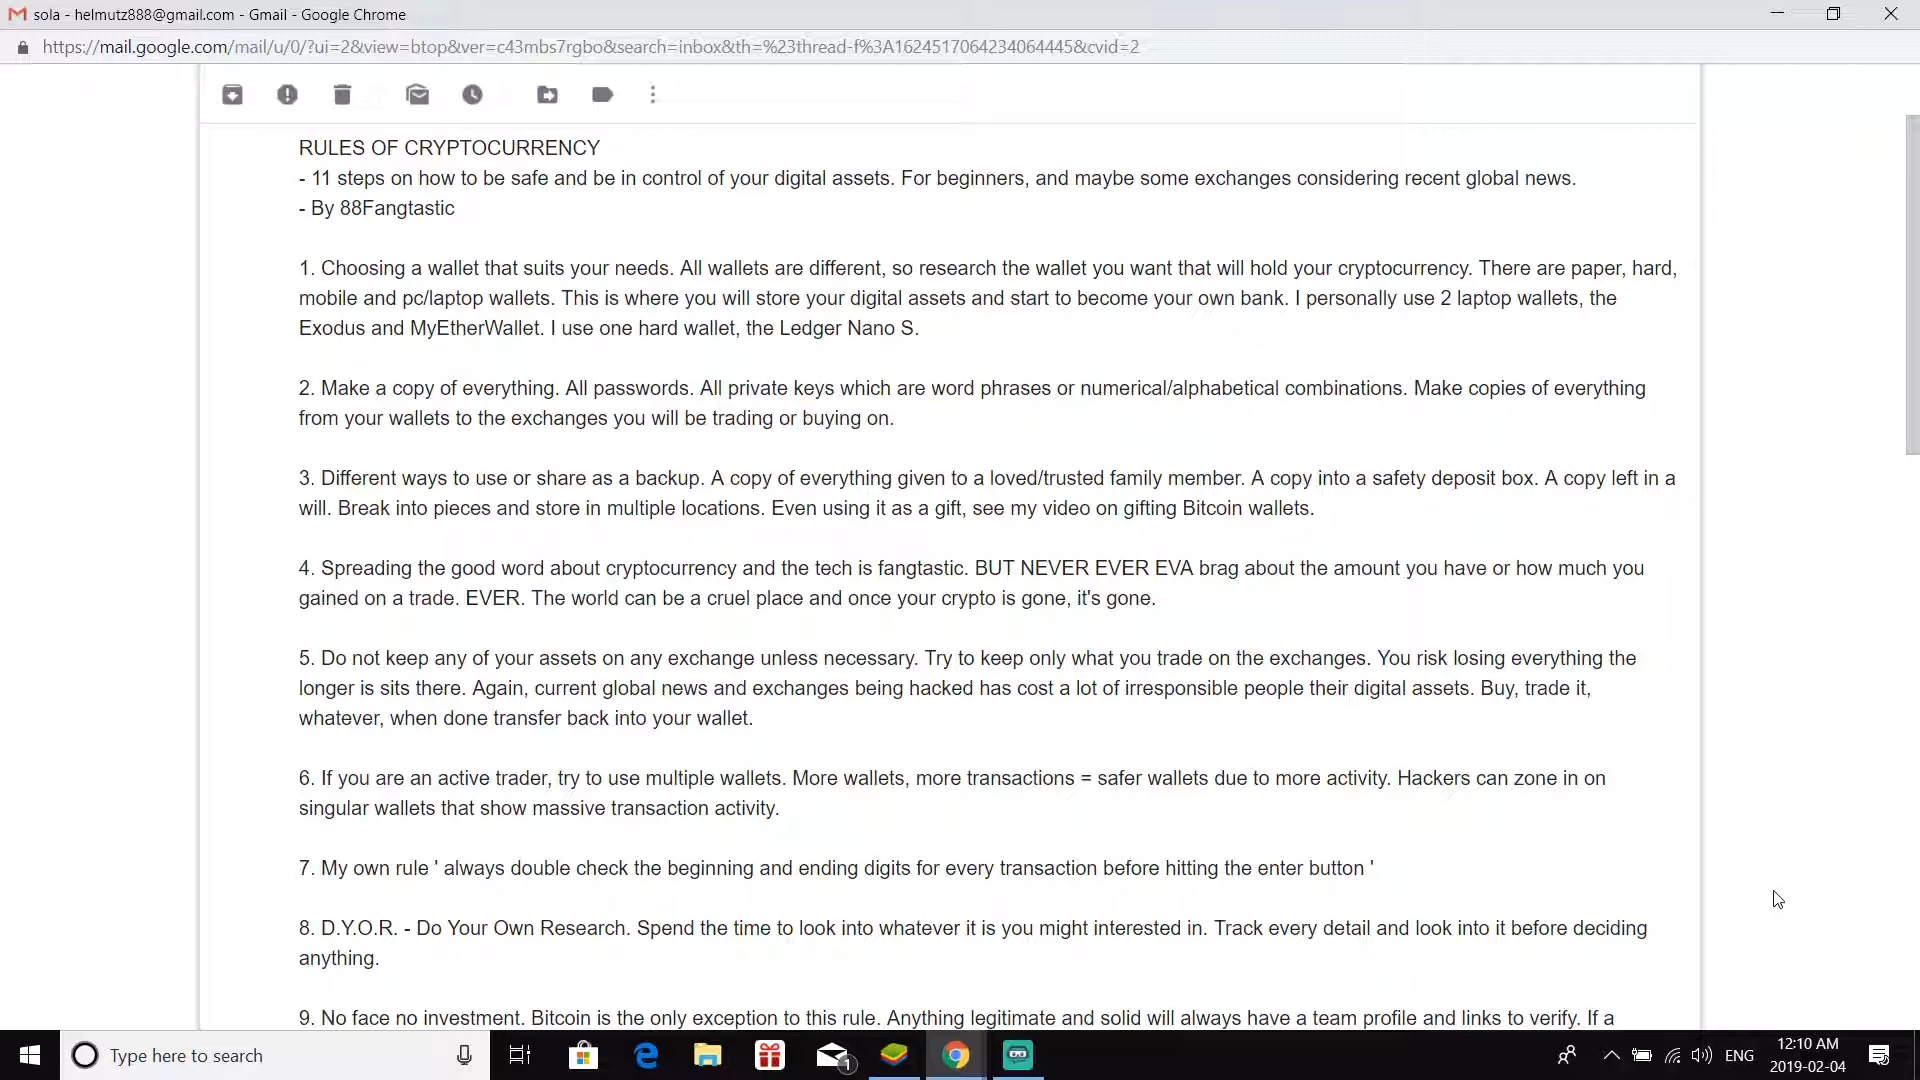 sola - helmutz888@gmail.com - Gmail - Google Chrome
https://mail.google.com/mail/u/0/?ui=2&view=btop&ver=c43mbs7rgbo&search=inbox&th=%23thread-f%3A1624517064234064445&cvid=2
RULES OF CRYPTOCURRENCY
- 11 steps on how to be safe and be in control of your digital assets. For beginners, and maybe some exchanges considering recent global news.
- By 88Fangtastic
1. Choosing a wallet that suits your needs. All wallets are different, so research the wallet you want that will hold your cryptocurrency. There are paper, hard,
mobile and pc/laptop wallets. This is where you will store your digital assets and start to become your own bank. I personally use 2 laptop wallets, the
Exodus and MyEtherWallet. I use one hard wallet, the Ledger Nano S.
2. Make a copy of everything. All passwords. All private keys which are word phrases or numerical/alphabetical combinations. Make copies of everything
from your wallets to the exchanges you will be trading or buying on.
3. Different ways to use or share as a backup. A copy of everything given to a loved/trusted family member. A copy into a safety deposit box. A copy left in a
will. Break into pieces and store in multiple locations. Even using it as a gift, see my video on gifting Bitcoin wallets.
4. Spreading the good word about cryptocurrency and the tech is fangtastic. BUT NEVER EVER EVA brag about the amount you have or how much you
gained on a trade. EVER. The world can be a cruel place and once your crypto is gone, it's gone.
5. Do not keep any of your assets on any exchange unless necessary. Try to keep only what you trade on the exchanges. You risk losing everything the
longer is sits there. Again, current global news and exchanges being hacked has cost a lot of irresponsible people their digital assets. Buy, trade it,
whatever, when done transfer back into your wallet.
6. If you are an active trader, try to use multiple wallets. More wallets, more transactions = safer wallets due to more activity. Hackers can zone in on
singular wallets that show massive transaction activity.
7. My own rule ' always double check the beginning and ending digits for every transaction before hitting the enter button '
8. D.Y.O.R. - Do Your Own Research. Spend the time to look into whatever it is you might interested in. Track every detail and look into it before deciding
anything.
9. No face no investment. Bitcoin is the only exception to this rule. Anything legitimate and solid will always have a team profile and links to verify. If a
Type here to search
1
ENG
12:10 AM
2019-02-04